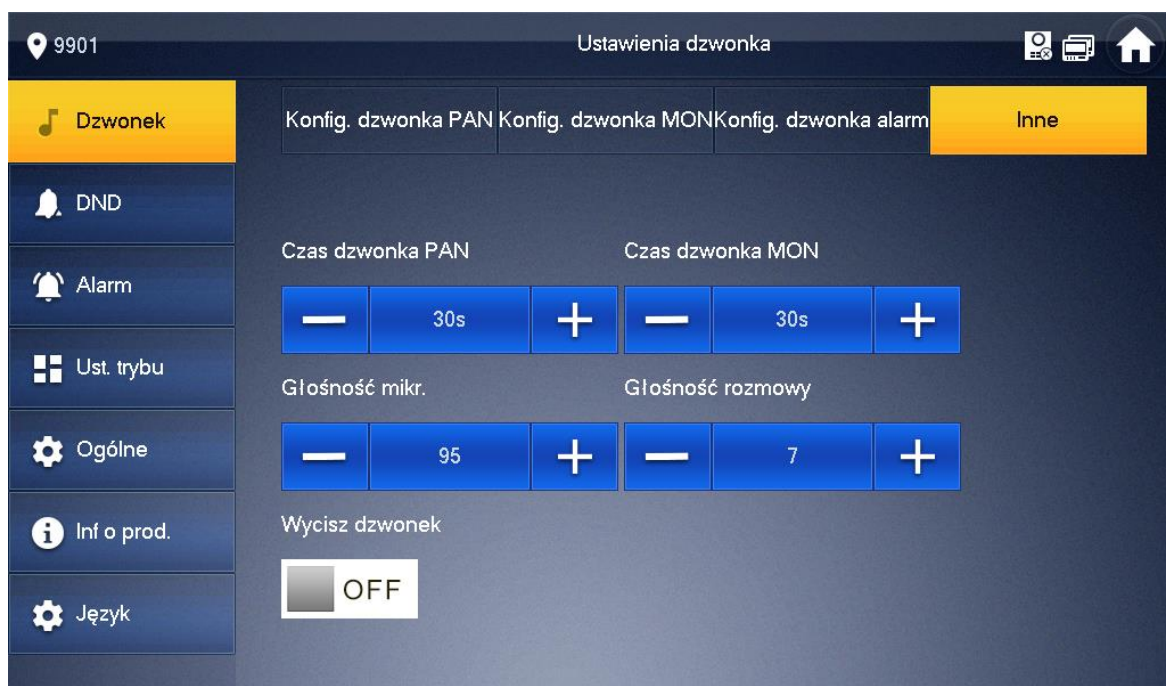 9901
Ustawienia dzwonka
Dzwonek
Konfig. dzwonka PAN
Konfig. dzwonka MON
Konfig. dzwonka alarm
Inne
DND
Alarm
Ust. trybu
Ogólne
Inf o prod.
Język
Czas dzwonka PAN
Czas dzwonka MON
30s
30s
Głośność mikr.
Głośność rozmowy
95
7
Wycisz dzwonek
OFF